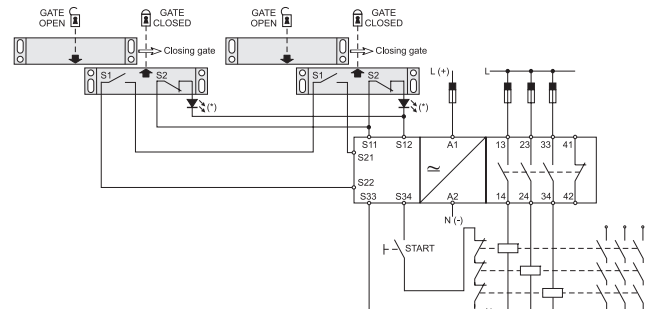 GATE OPEN
GATE CLOSED
GATE OPEN
GATE CLOSED
Closing gate
Closing gate
S1 S2
S1 S2
L (+)
L
(*)
(*)
S11 S12 A1 13 23 33 41
S21
S22
S33 S34 A2 14 24 34 42
N (-)
START